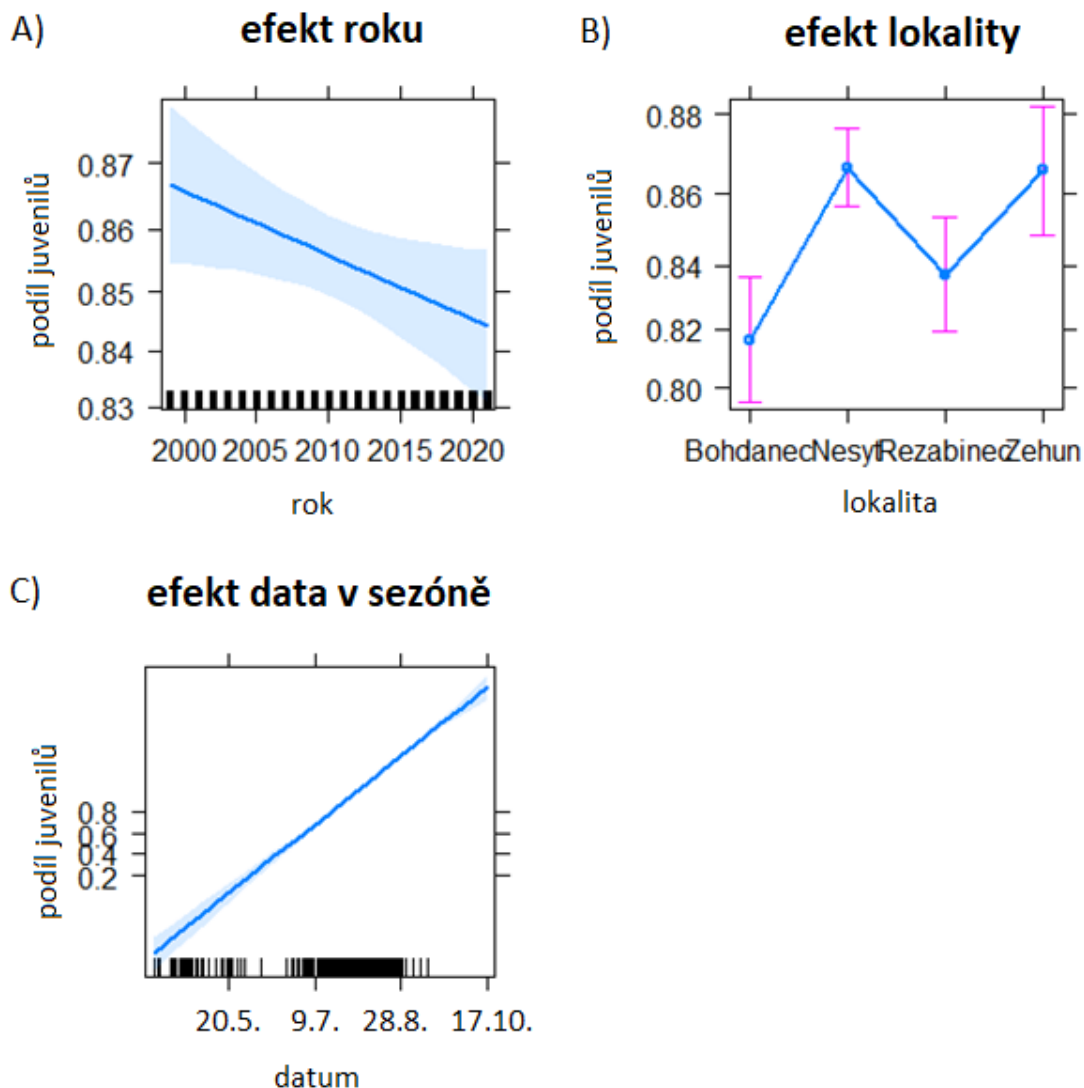 A) efekt roku
podíl juvenilů
0.87
0.86
0.85
0.84
0.83
2000 2005 2010 2015 2020
rok
B) efekt lokality
podíl juvenilů
0.88
0.86
0.84
0.82
0.80
Bohdanec Nesyt Rezabinec Zehun
lokalita
C) efekt data v sezóně
podíl juvenilů
0.8
0.6
0.4
0.2
20.5. 9.7. 28.8. 17.10.
datum